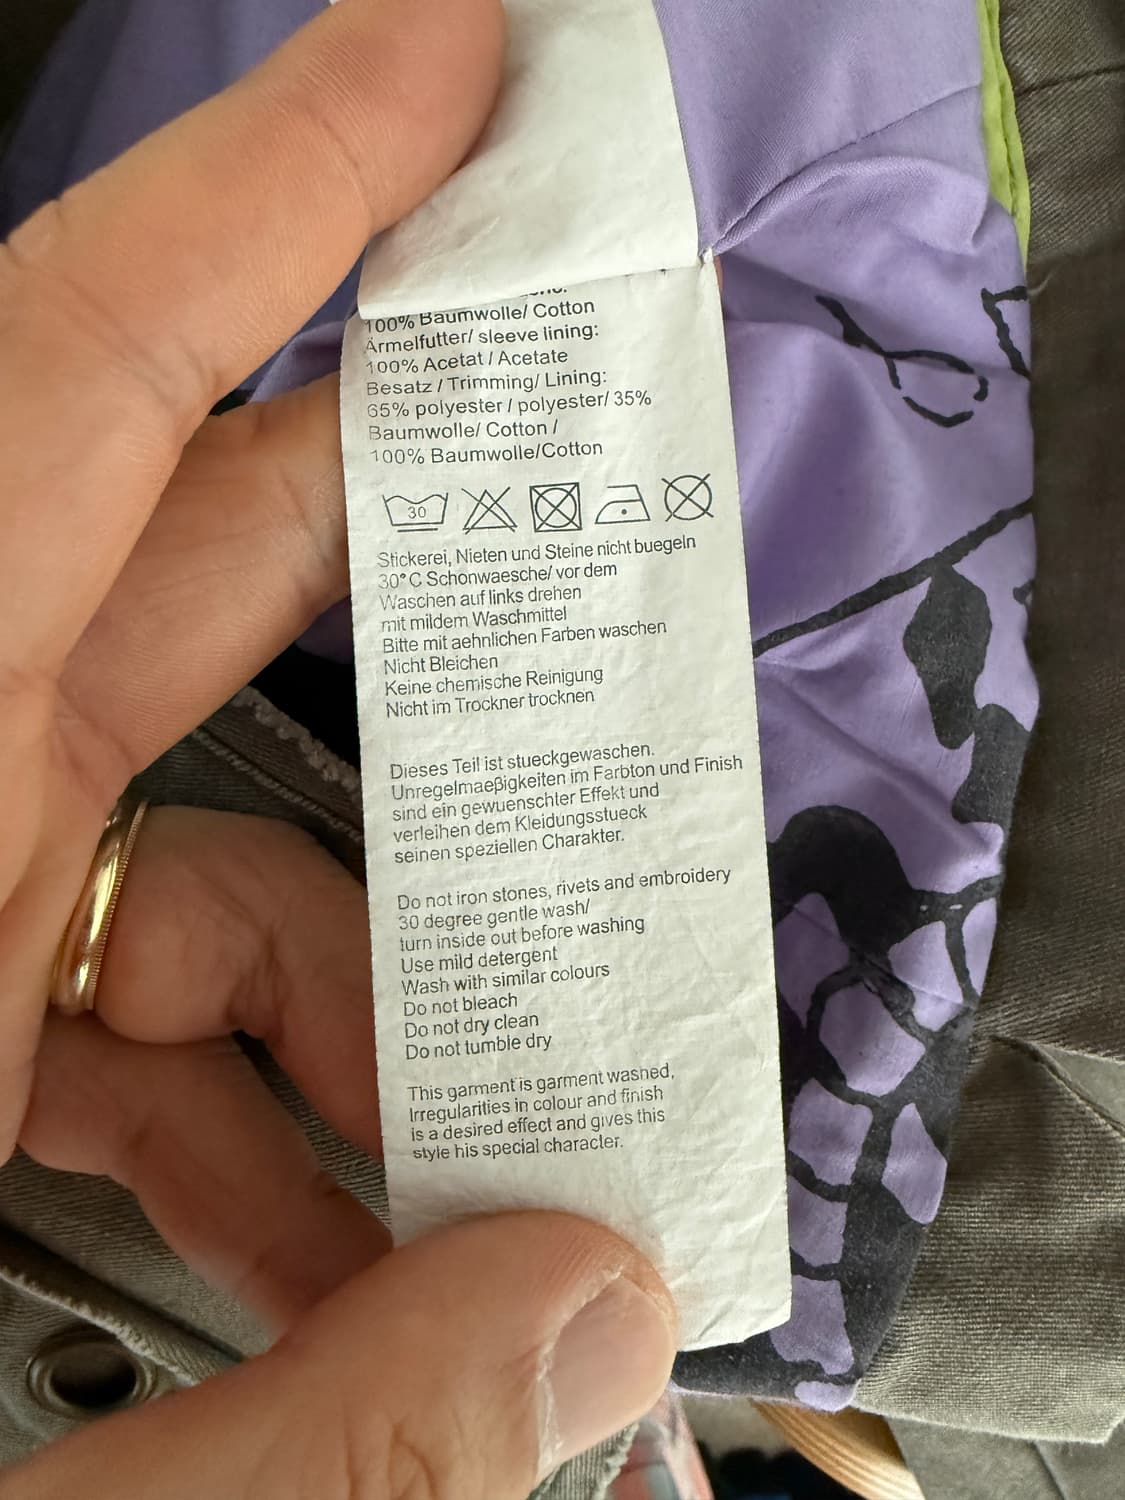 100% Baumwolle/ Cotton
Ärmelfutter/ sleeve lining:
100% Acetat / Acetate
Besatz / Trimming/ Lining:
65% polyester / polyester/ 35%
Baumwolle/ Cotton /
100% Baumwolle/Cotton
30
Stickerei, Nieten und Steine nicht buegeln
30°C Schonwaesche/ vor dem
Waschen auf links drehen
mit mildem Waschmittel
Bitte mit aehnlichen Farben waschen
Nicht Bleichen
Keine chemische Reinigung
Nicht im Trockner trocknen
Dieses Teil ist stueckgewaschen.
Unregelmaeβigkeiten im Farbton und Finish
sind ein gewuenschter Effekt und
verleihen dem Kleidungsstueck
seinen speziellen Charakter.
Do not iron stones, rivets and embroidery
30 degree gentle wash/
turn inside out before washing
Use mild detergent
Wash with similar colours
Do not bleach
Do not dry clean
Do not tumble dry
This garment is garment washed,
Irregularities in colour and finish
is a desired effect and gives this
style his special character.